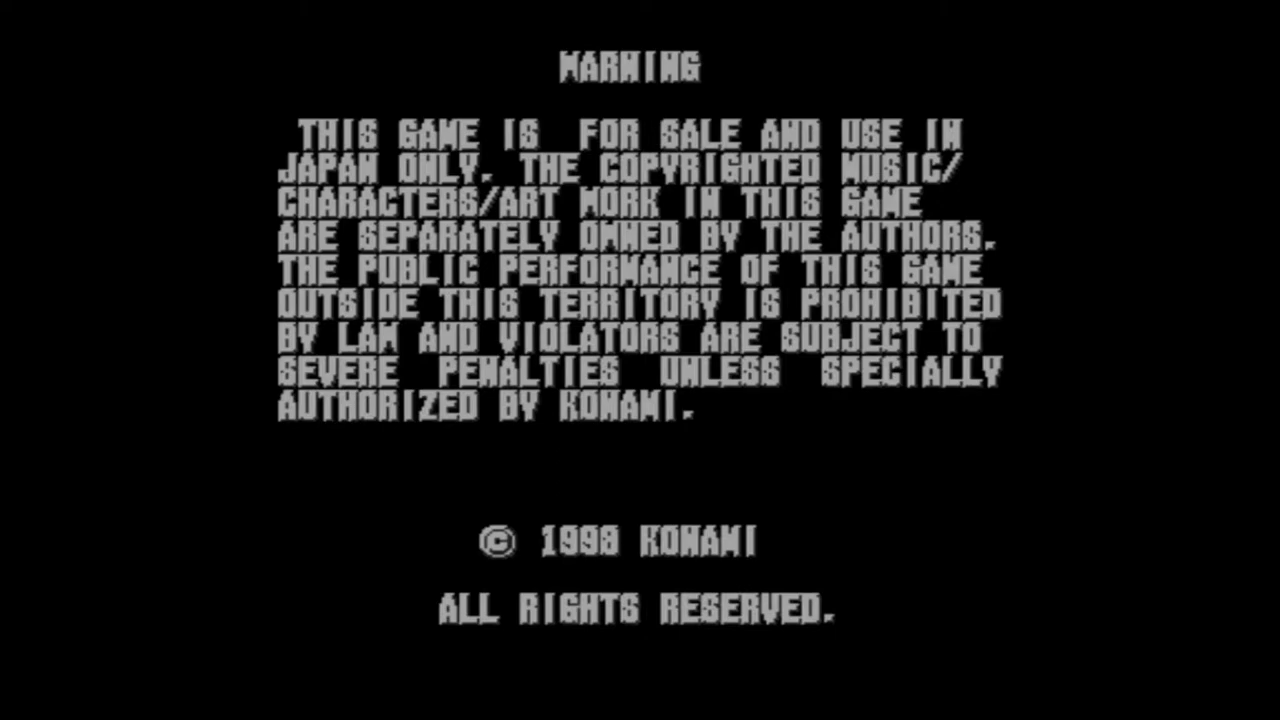 WARNING
THIS GAME IS FOR SALE AND USE IN
JAPAN ONLY. THE COPYRIGHTED MUSIC/
CHARACTERS/ART WORK IN THIS GAME
ARE SEPARATELY OWNED BY THE AUTHORS.
THE PUBLIC PERFORMANCE OF THIS GAME
OUTSIDE THIS TERRITORY IS PROHIBITED
BY LAW AND VIOLATORS ARE SUBJECT TO
SEVERE PENALTIES UNLESS SPECIALLY
AUTHORIZED BY KONAMI.
© 1999 KONAMI
ALL RIGHTS RESERVED.